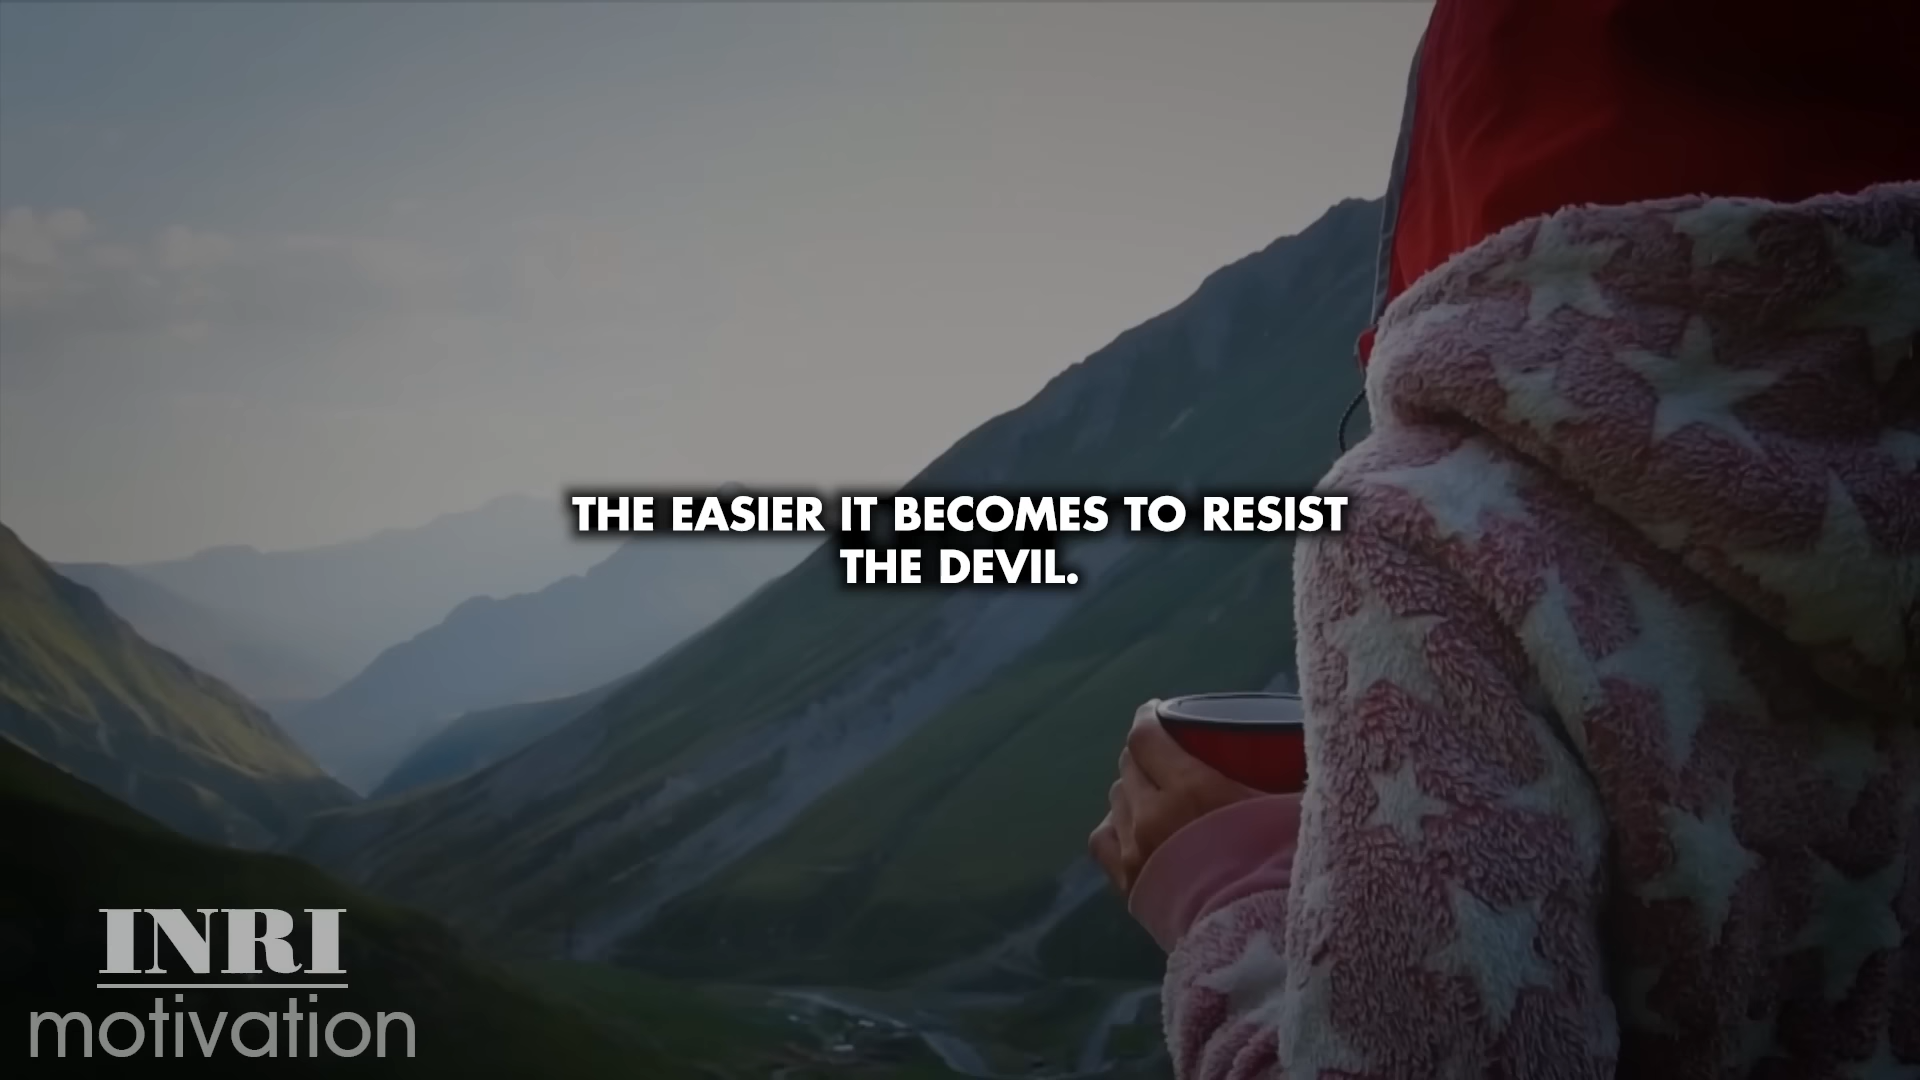 THE EASIER IT BECOMES TO RESIST
THE DEVIL.
INRI
motivation